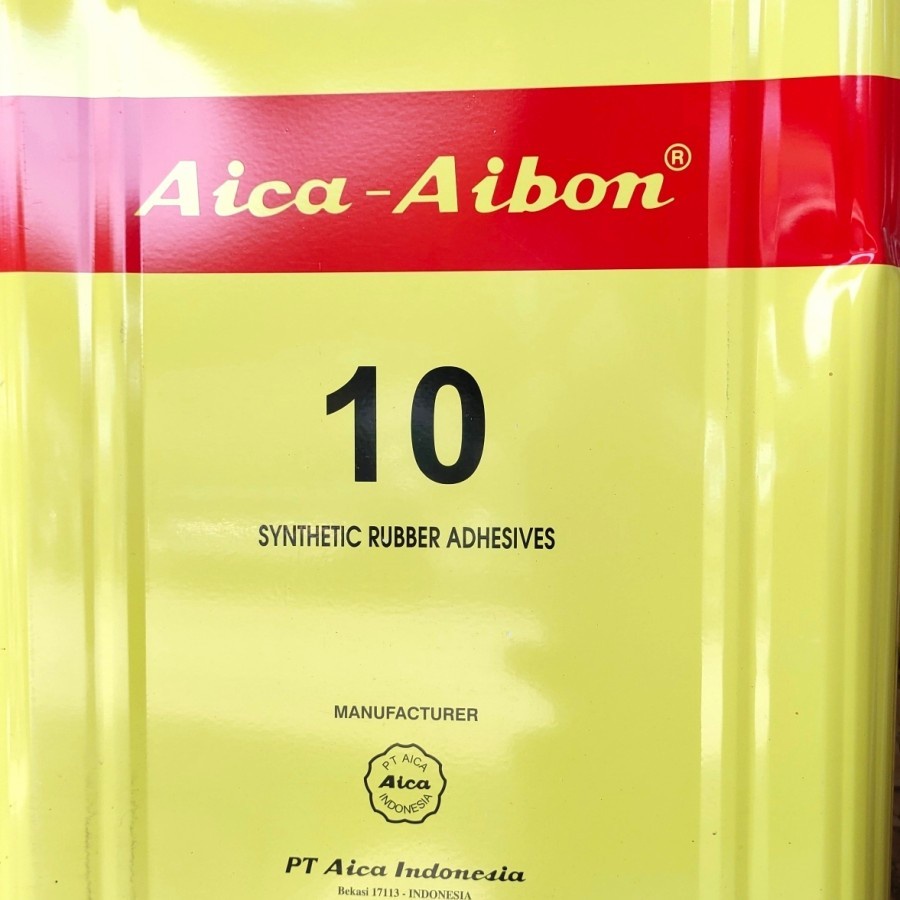 Aica-Aibon®
10
SYNTHETIC RUBBER ADHESIVES
MANUFACTURER
PT AICA
Aica
INDONESIA
PT Aica Indonesia
Bekasi 17113 - INDONESIA